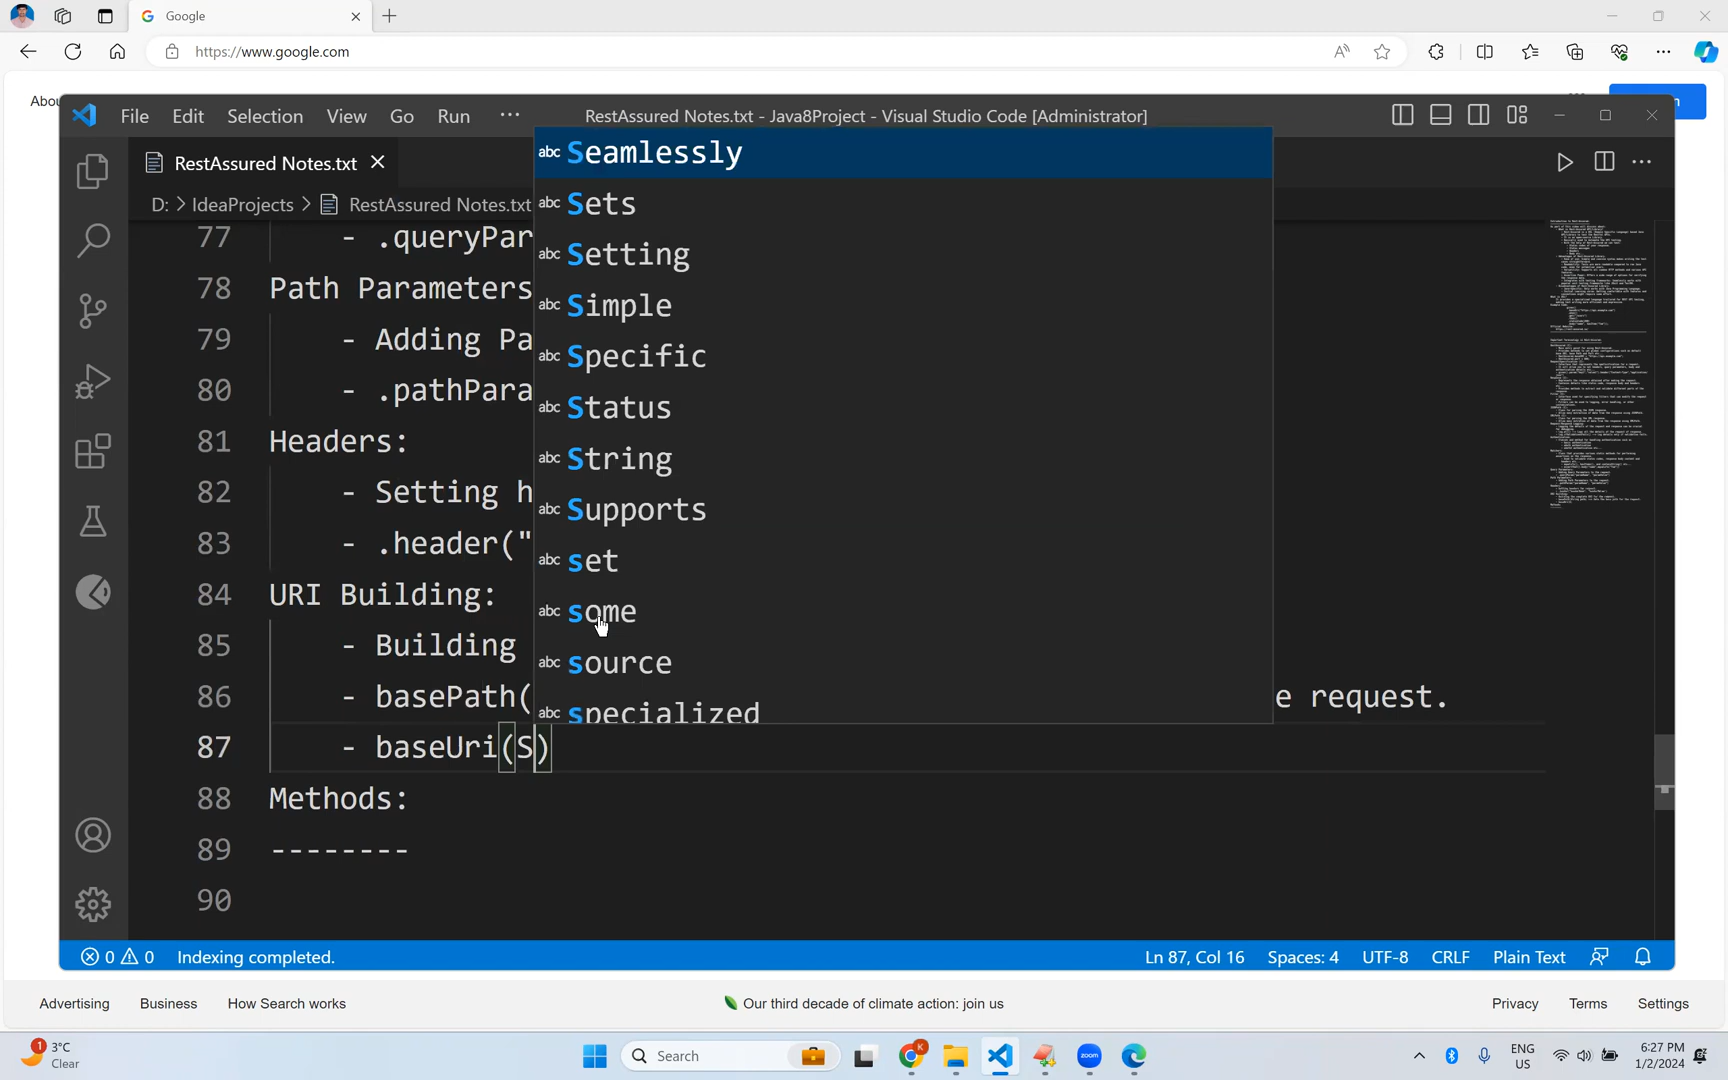 Google
https://www.google.com
Abou
File Edit Selection View Go Run ···
RestAssured Notes.txt - Java8Project - Visual Studio Code [Administrator]
RestAssured Notes.txt
D: > IdeaProjects > RestAssured Notes.txt
abc Seamlessly
abc Sets
abc Setting
abc Simple
abc Specific
abc Status
abc String
abc Supports
abc set
abc some
abc source
abc specialized
77 - .queryPar
78 Path Parameters
79 - Adding Pa
80 - .pathPara
81 Headers:
82 - Setting h
83 - .header("
84 URI Building:
85 - Building
86 - basePath( e request.
87 - baseUri(S)
88 Methods:
89 --------
90
0 0 Indexing completed.
Ln 87, Col 16 Spaces: 4 UTF-8 CRLF Plain Text
Advertising Business How Search works
Our third decade of climate action: join us
Privacy Terms Settings
1 3°C
Clear
Search
K
zoom
ENG
US
6:27 PM
1/2/2024